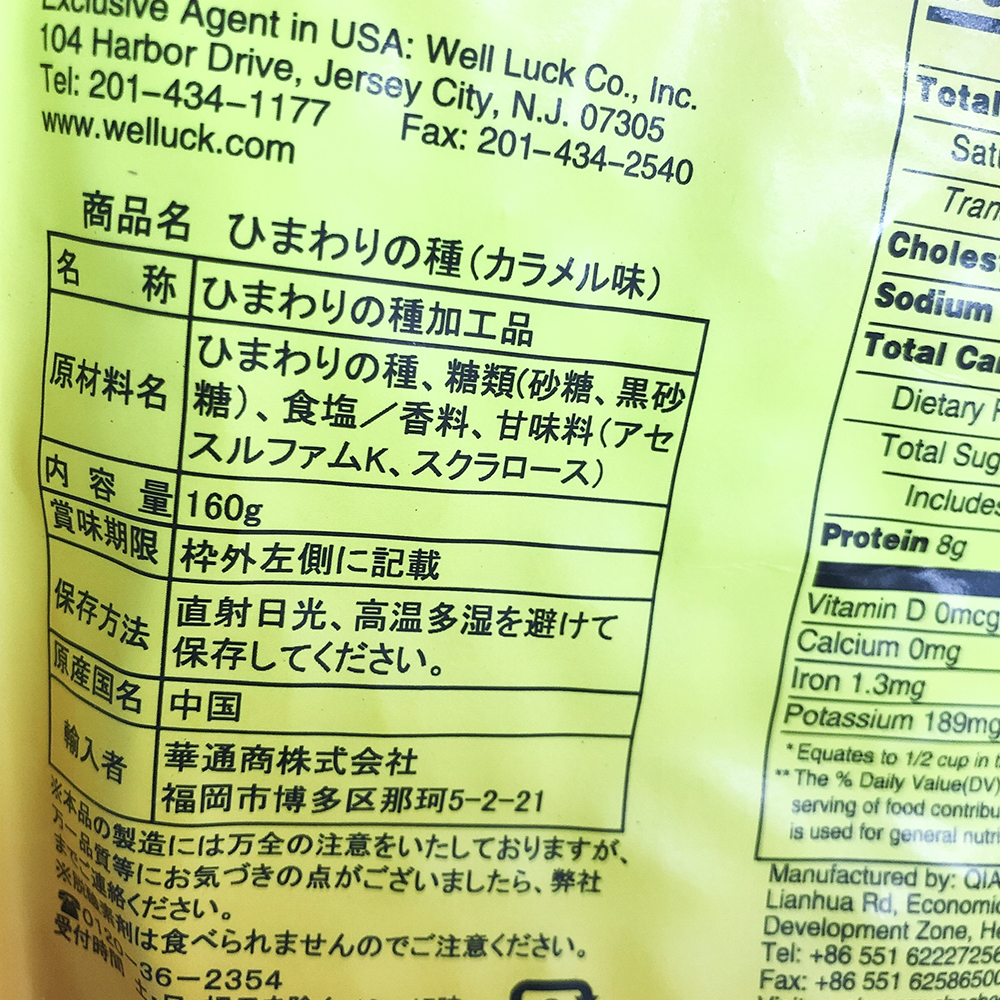 Exclusive Agent in USA: Well Luck Co., Inc.
104 Harbor Drive, Jersey City, N.J. 07305
Tel: 201-434-1177 Fax: 201-434-2540
www.welluck.com
商品名 ひまわりの種(カラメル味)
名称 ひまわりの種加工品
原材料名 ひまわりの種、糖類(砂糖、黒砂
糖)、食塩/香料、甘味料(アセ
スルファムK、スクラロース)
内容量 160g
賞味期限 枠外左側に記載
保存方法 直射日光、高温多湿を避けて
保存してください。
原産国名 中国
輸入者 華通商株式会社
福岡市博多区那珂5-2-21
※本品の製造には万全の注意をいたしておりますが、
万一品質等にお気づきの点がございましたら、弊社
までご連絡ください。
剤は食べられませんのでご注意ください。
☎0120-36-2354
受付時間
Total
Trans
Sodium
Dietary
Total
Includes
Protein 8g
Vitamin D 0mcg
Calcium 0mg
Iron 1.3mg
Potassium 189mg
*Equates to 1/2 cup in
**The % Daily Value(DV)
serving of food
is used for general
Manufactured by:
Lianhua Rd,
Development Zone,
Tel: +86 551 62227256
Fax: +86 551